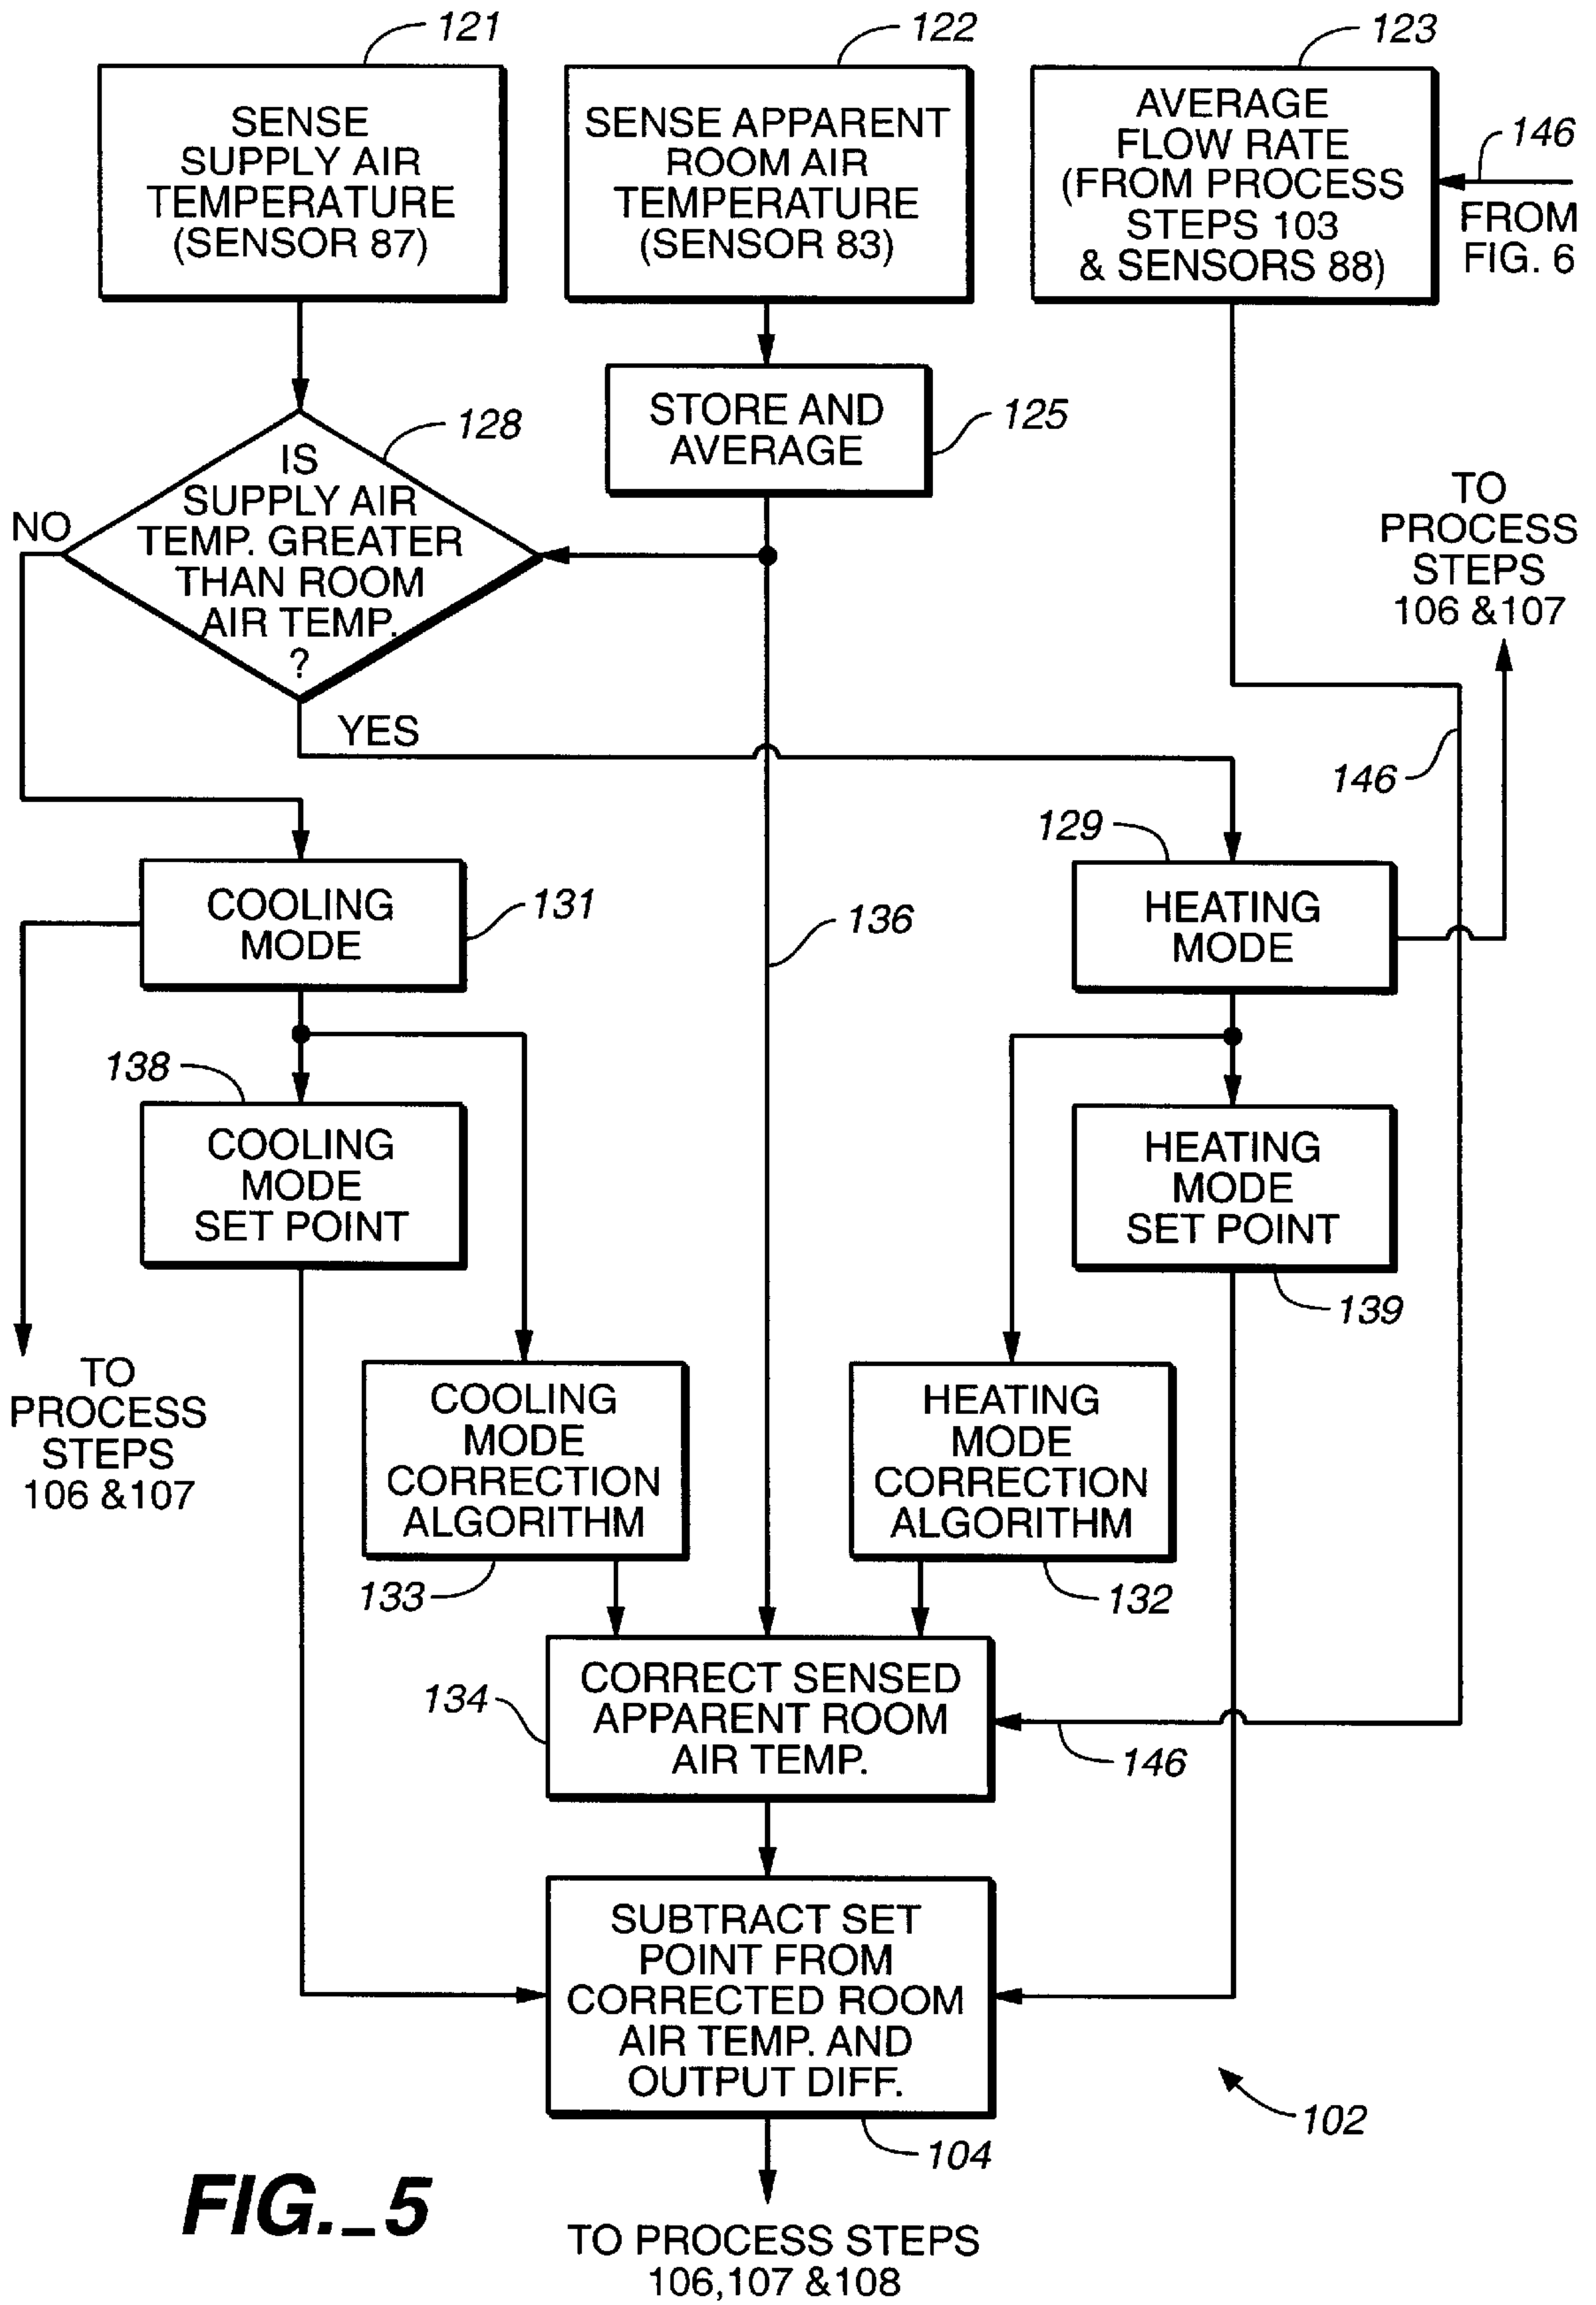 121
SENSE
SUPPLY AIR
TEMPERATURE
(SENSOR 87)
122
SENSE APPARENT
ROOM AIR
TEMPERATURE
(SENSOR 83)
123
AVERAGE
FLOW RATE
(FROM PROCESS
STEPS 103
& SENSORS 88)
146
FROM
FIG. 6
STORE AND
AVERAGE
125
128
IS
SUPPLY AIR
TEMP. GREATER
THAN ROOM
AIR TEMP.
?
NO
YES
TO
PROCESS
STEPS
106 &107
146
129
HEATING
MODE
COOLING
MODE
131
136
138
COOLING
MODE
SET POINT
HEATING
MODE
SET POINT
139
TO
PROCESS
STEPS
106 &107
COOLING
MODE
CORRECTION
ALGORITHM
133
HEATING
MODE
CORRECTION
ALGORITHM
132
134
CORRECT SENSED
APPARENT ROOM
AIR TEMP.
146
SUBTRACT SET
POINT FROM
CORRECTED ROOM
AIR TEMP. AND
OUTPUT DIFF.
104
102
TO PROCESS STEPS
106,107 &108
FIG._5